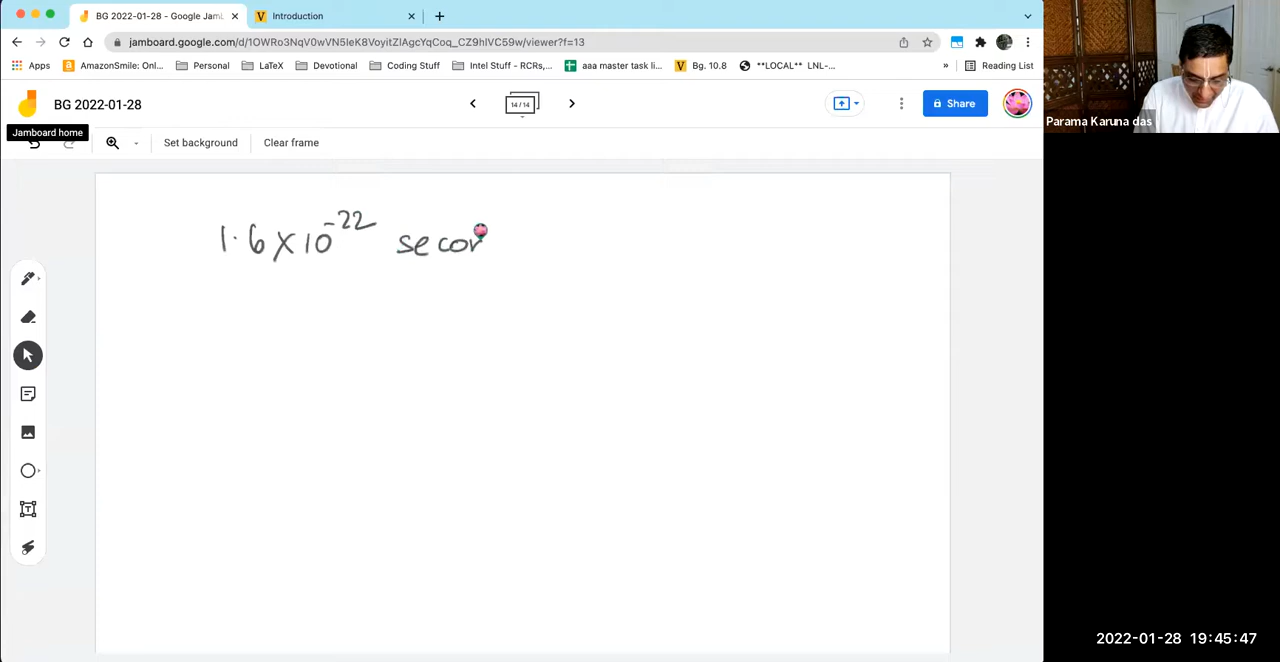 BG 2022-01-28 - Google Jam
Introduction
jamboard.google.com/d/1OWRo3NqV0wVN5leK8VoyitZlAgcYqCoq_CZ9hlVC59w/viewer?f=13
Apps AmazonSmile: Onl... Personal LaTeX Devotional Coding Stuff Intel Stuff - RCRs,... aaa master task li... Bg. 10.8 **LOCAL** LNL-... » Reading List
BG 2022-01-28
14 / 14
Share
Parama Karuna das
Jamboard home
Set background Clear frame
1.6 × 10⁻²² secon
2022-01-28 19:45:47